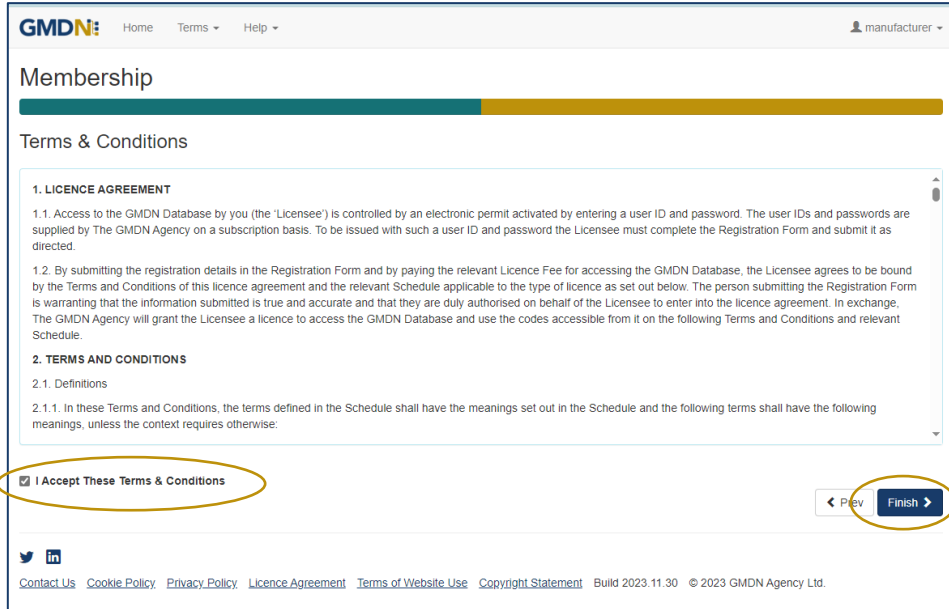 GMDN Home Terms Help manufacturer
Membership
Terms & Conditions
1. LICENCE AGREEMENT
1.1. Access to the GMDN Database by you (the ‘Licensee’) is controlled by an electronic permit activated by entering a user ID and password. The user IDs and passwords are
supplied by The GMDN Agency on a subscription basis. To be issued with such a user ID and password the Licensee must complete the Registration Form and submit it as
directed.
1.2. By submitting the registration details in the Registration Form and by paying the relevant Licence Fee for accessing the GMDN Database, the Licensee agrees to be bound
by the Terms and Conditions of this licence agreement and the relevant Schedule applicable to the type of licence as set out below. The person submitting the Registration Form
is warranting that the information submitted is true and accurate and that they are duly authorised on behalf of the Licensee to enter into the licence agreement. In exchange,
The GMDN Agency will grant the Licensee a licence to access the GMDN Database and use the codes accessible from it on the following Terms and Conditions and relevant
Schedule.
2. TERMS AND CONDITIONS
2.1. Definitions
2.1.1. In these Terms and Conditions, the terms defined in the Schedule shall have the meanings set out in the Schedule and the following terms shall have the following
meanings, unless the context requires otherwise:
I Accept These Terms & Conditions
Prev Finish
in
Contact Us Cookie Policy Privacy Policy Licence Agreement Terms of Website Use Copyright Statement Build 2023.11.30 © 2023 GMDN Agency Ltd.